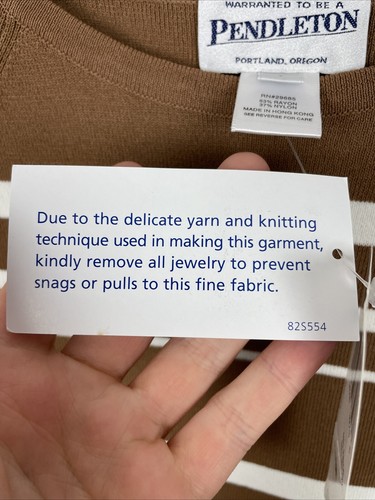 WARRANTED TO BE A
PENDLETON
PORTLAND, OREGON
RN#29685
63% RAYON
37% NYLON
MADE IN HONG KONG
SEE REVERSE FOR CARE
Due to the delicate yarn and knitting
technique used in making this garment,
kindly remove all jewelry to prevent
snags or pulls to this fine fabric.
82S554